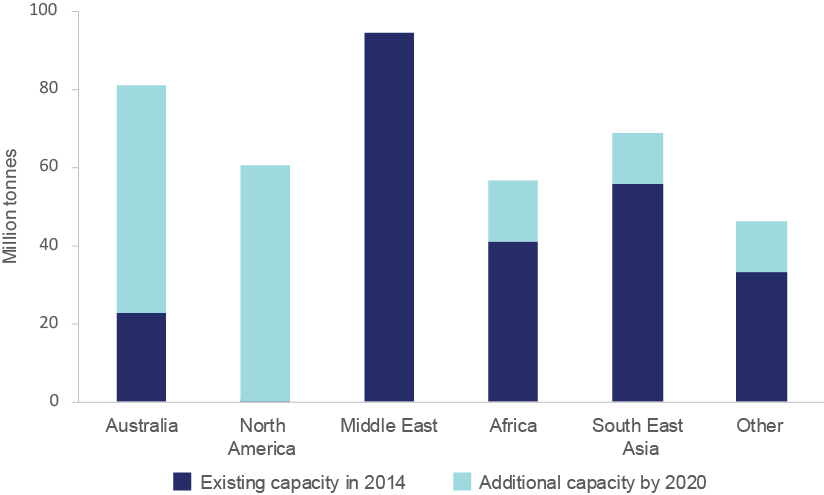 Million tonnes
100
80
60
40
20
0
Australia
North
America
Middle East
Africa
South East
Asia
Other
Existing capacity in 2014
Additional capacity by 2020